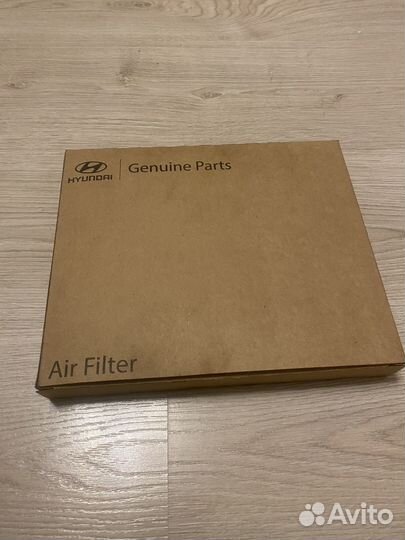 HYUNDAI
Genuine Parts
Air Filter
Avito